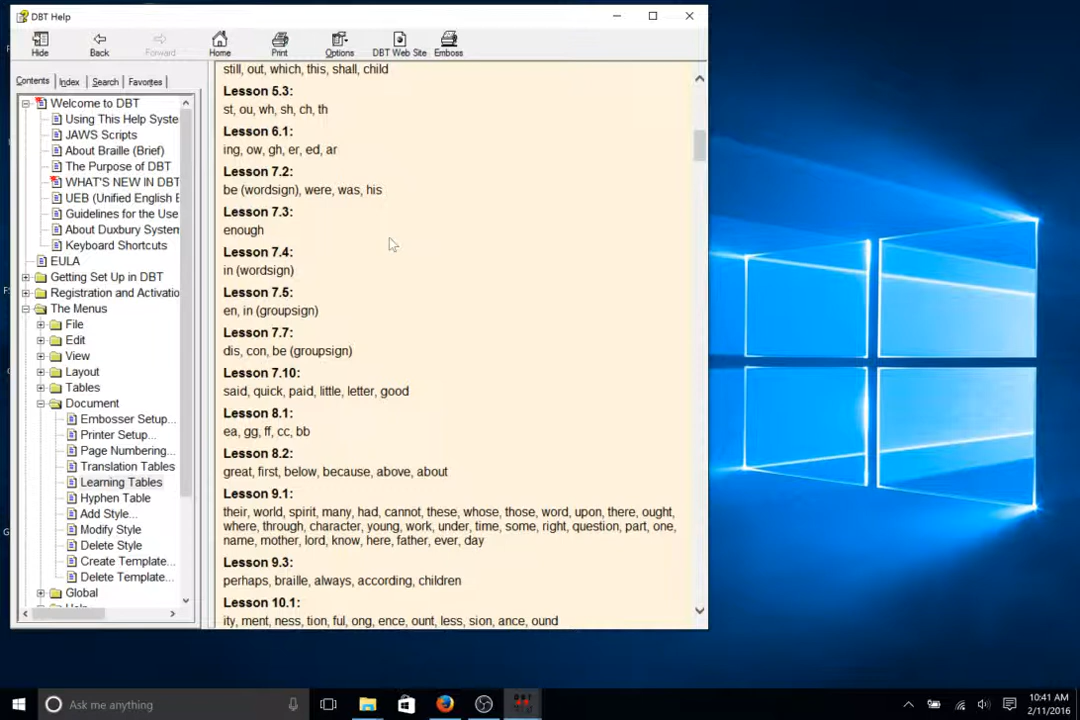 DBT Help
Hide
Back
Forward
Home
Print
Options
DBT Web Site
Emboss
Contents
Index
Search
Favorites
Welcome to DBT
Using This Help Syste
JAWS Scripts
About Braille (Brief)
The Purpose of DBT
WHAT'S NEW IN DBT
UEB (Unified English E
Guidelines for the Use
About Duxbury System
Keyboard Shortcuts
EULA
Getting Set Up in DBT
Registration and Activatio
The Menus
File
Edit
View
Layout
Tables
Document
Embosser Setup...
Printer Setup...
Page Numbering...
Translation Tables
Learning Tables
Hyphen Table
Add Style...
Modify Style
Delete Style
Create Template...
Delete Template...
Global
still, out, which, this, shall, child
Lesson 5.3:
st, ou, wh, sh, ch, th
Lesson 6.1:
ing, ow, gh, er, ed, ar
Lesson 7.2:
be (wordsign), were, was, his
Lesson 7.3:
enough
Lesson 7.4:
in (wordsign)
Lesson 7.5:
en, in (groupsign)
Lesson 7.7:
dis, con, be (groupsign)
Lesson 7.10:
said, quick, paid, little, letter, good
Lesson 8.1:
ea, gg, ff, cc, bb
Lesson 8.2:
great, first, below, because, above, about
Lesson 9.1:
their, world, spirit, many, had, cannot, these, whose, those, word, upon, there, ought,
where, through, character, young, work, under, time, some, right, question, part, one,
name, mother, lord, know, here, father, ever, day
Lesson 9.3:
perhaps, braille, always, according, children
Lesson 10.1:
ity, ment, ness, tion, ful, ong, ence, ount, less, sion, ance, ound
Ask me anything
10:41 AM
2/11/2016